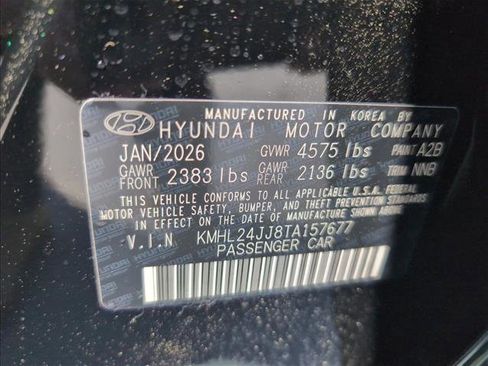 MANUFACTURED IN KOREA BY
HYUNDAI MOTOR COMPANY
JAN/2026 GVWR 4575 lbs PAINT A2B
GAWR FRONT 2383 lbs GAWR REAR 2136 lbs TRIM NNB
THIS VEHICLE CONFORMS TO ALL APPLICABLE U.S.A. FEDERAL
MOTOR VEHICLE SAFETY, BUMPER, AND THEFT PREVENTION STANDARDS
IN EFFECT ON THE DATE OF MANUFACTURE SHOWN ABOVE.
V.I.N KMHL24JJ8TA157677
PASSENGER CAR